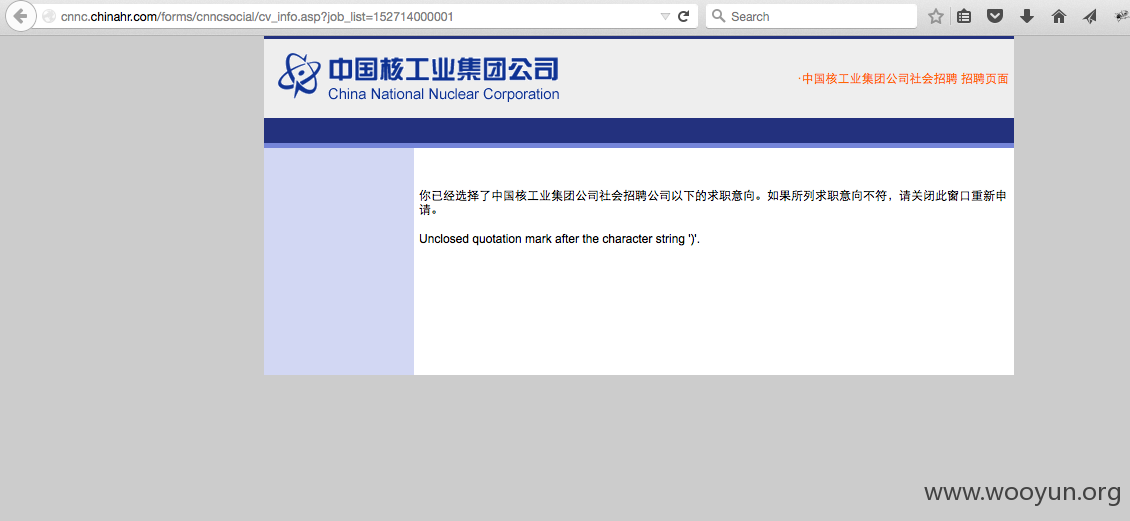 cnnc.chinahr.com/forms/cnncsocial/cv_info.asp?job_list=152714000001
Search
中国核工业集团公司
China National Nuclear Corporation
·中国核工业集团公司社会招聘 招聘页面
你已经选择了中国核工业集团公司社会招聘公司以下的求职意向。如果所列求职意向不符，请关闭此窗口重新申
请。
Unclosed quotation mark after the character string ')'.
www.wooyun.org